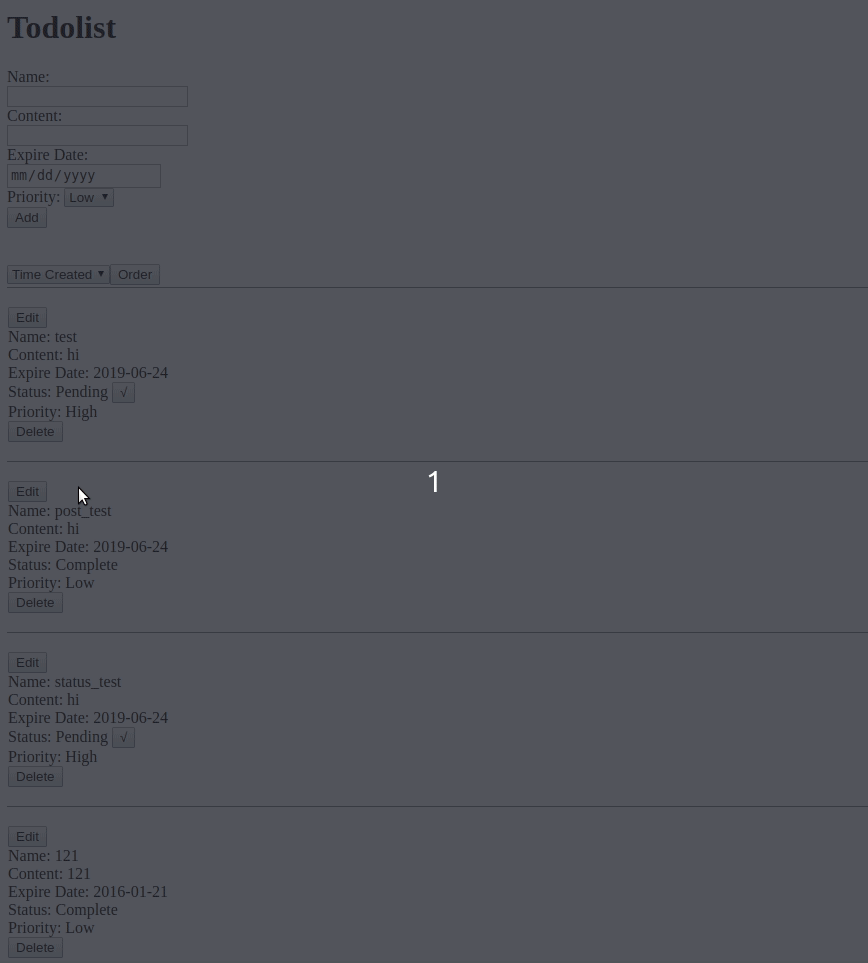 Todolist
Name:
Content:
Expire Date:
mm/dd/yyyy
Priority: Low
Add
Time Created Order
Edit
Name: test
Content: hi
Expire Date: 2019-06-24
Status: Pending √
Priority: High
Delete
1
Edit
Name: post_test
Content: hi
Expire Date: 2019-06-24
Status: Complete
Priority: Low
Delete
Edit
Name: status_test
Content: hi
Expire Date: 2019-06-24
Status: Pending √
Priority: High
Delete
Edit
Name: 121
Content: 121
Expire Date: 2016-01-21
Status: Complete
Priority: Low
Delete